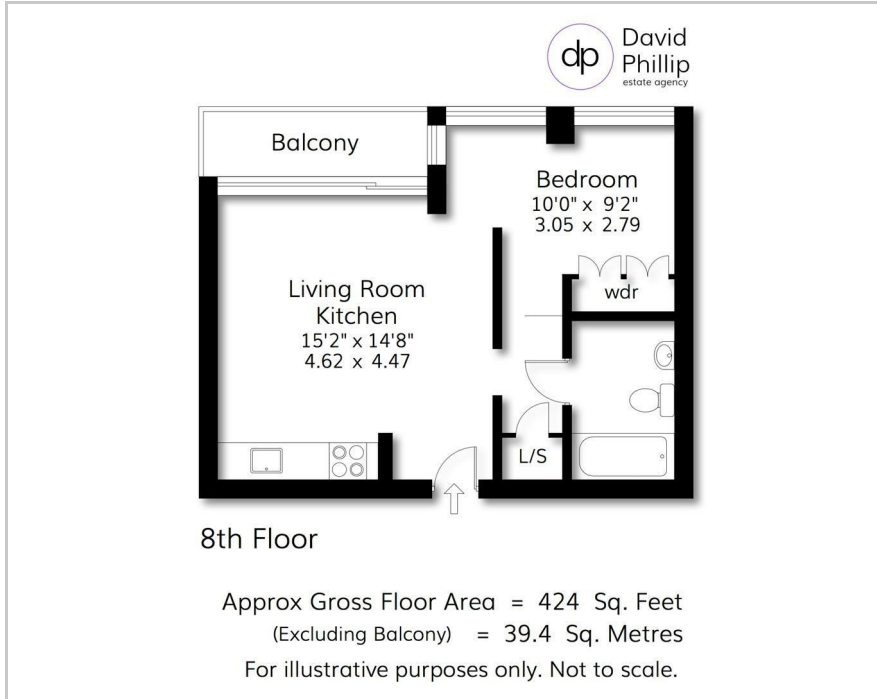 dp
David
Phillip
estate agency
Balcony
Bedroom
10'0" x 9'2"
3.05 x 2.79
wdr
Living Room
Kitchen
15'2" x 14'8"
4.62 x 4.47
L/S
8th Floor
Approx Gross Floor Area = 424 Sq. Feet
(Excluding Balcony) = 39.4 Sq. Metres
For illustrative purposes only. Not to scale.